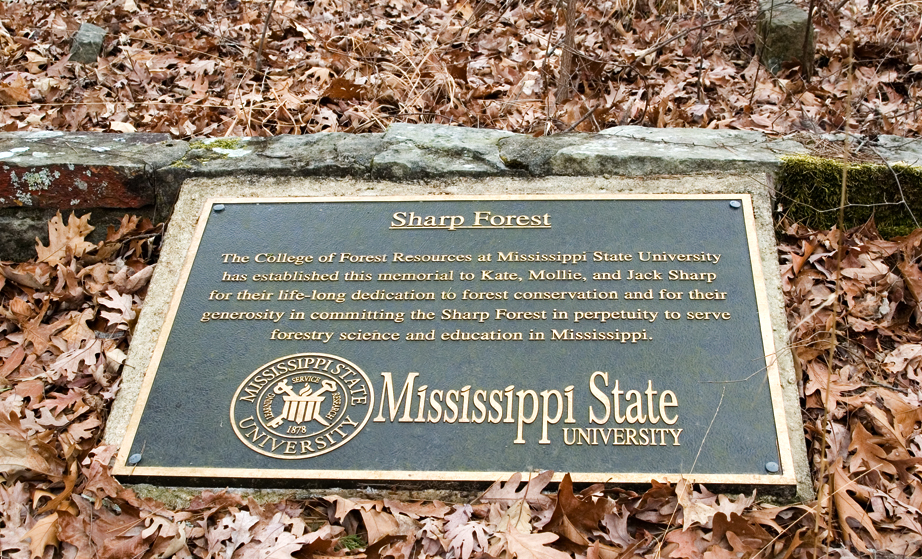 Sharp Forest
The College of Forest Resources at Mississippi State University
has established this memorial to Kate, Mollie, and Jack Sharp
for their life-long dedication to forest conservation and for their
generosity in committing the Sharp Forest in perpetuity to serve
forestry science and education in Mississippi.
MISSISSIPPI STATE
UNIVERSITY
LEARNING
SERVICE
RESEARCH
1878
Mississippi State
UNIVERSITY